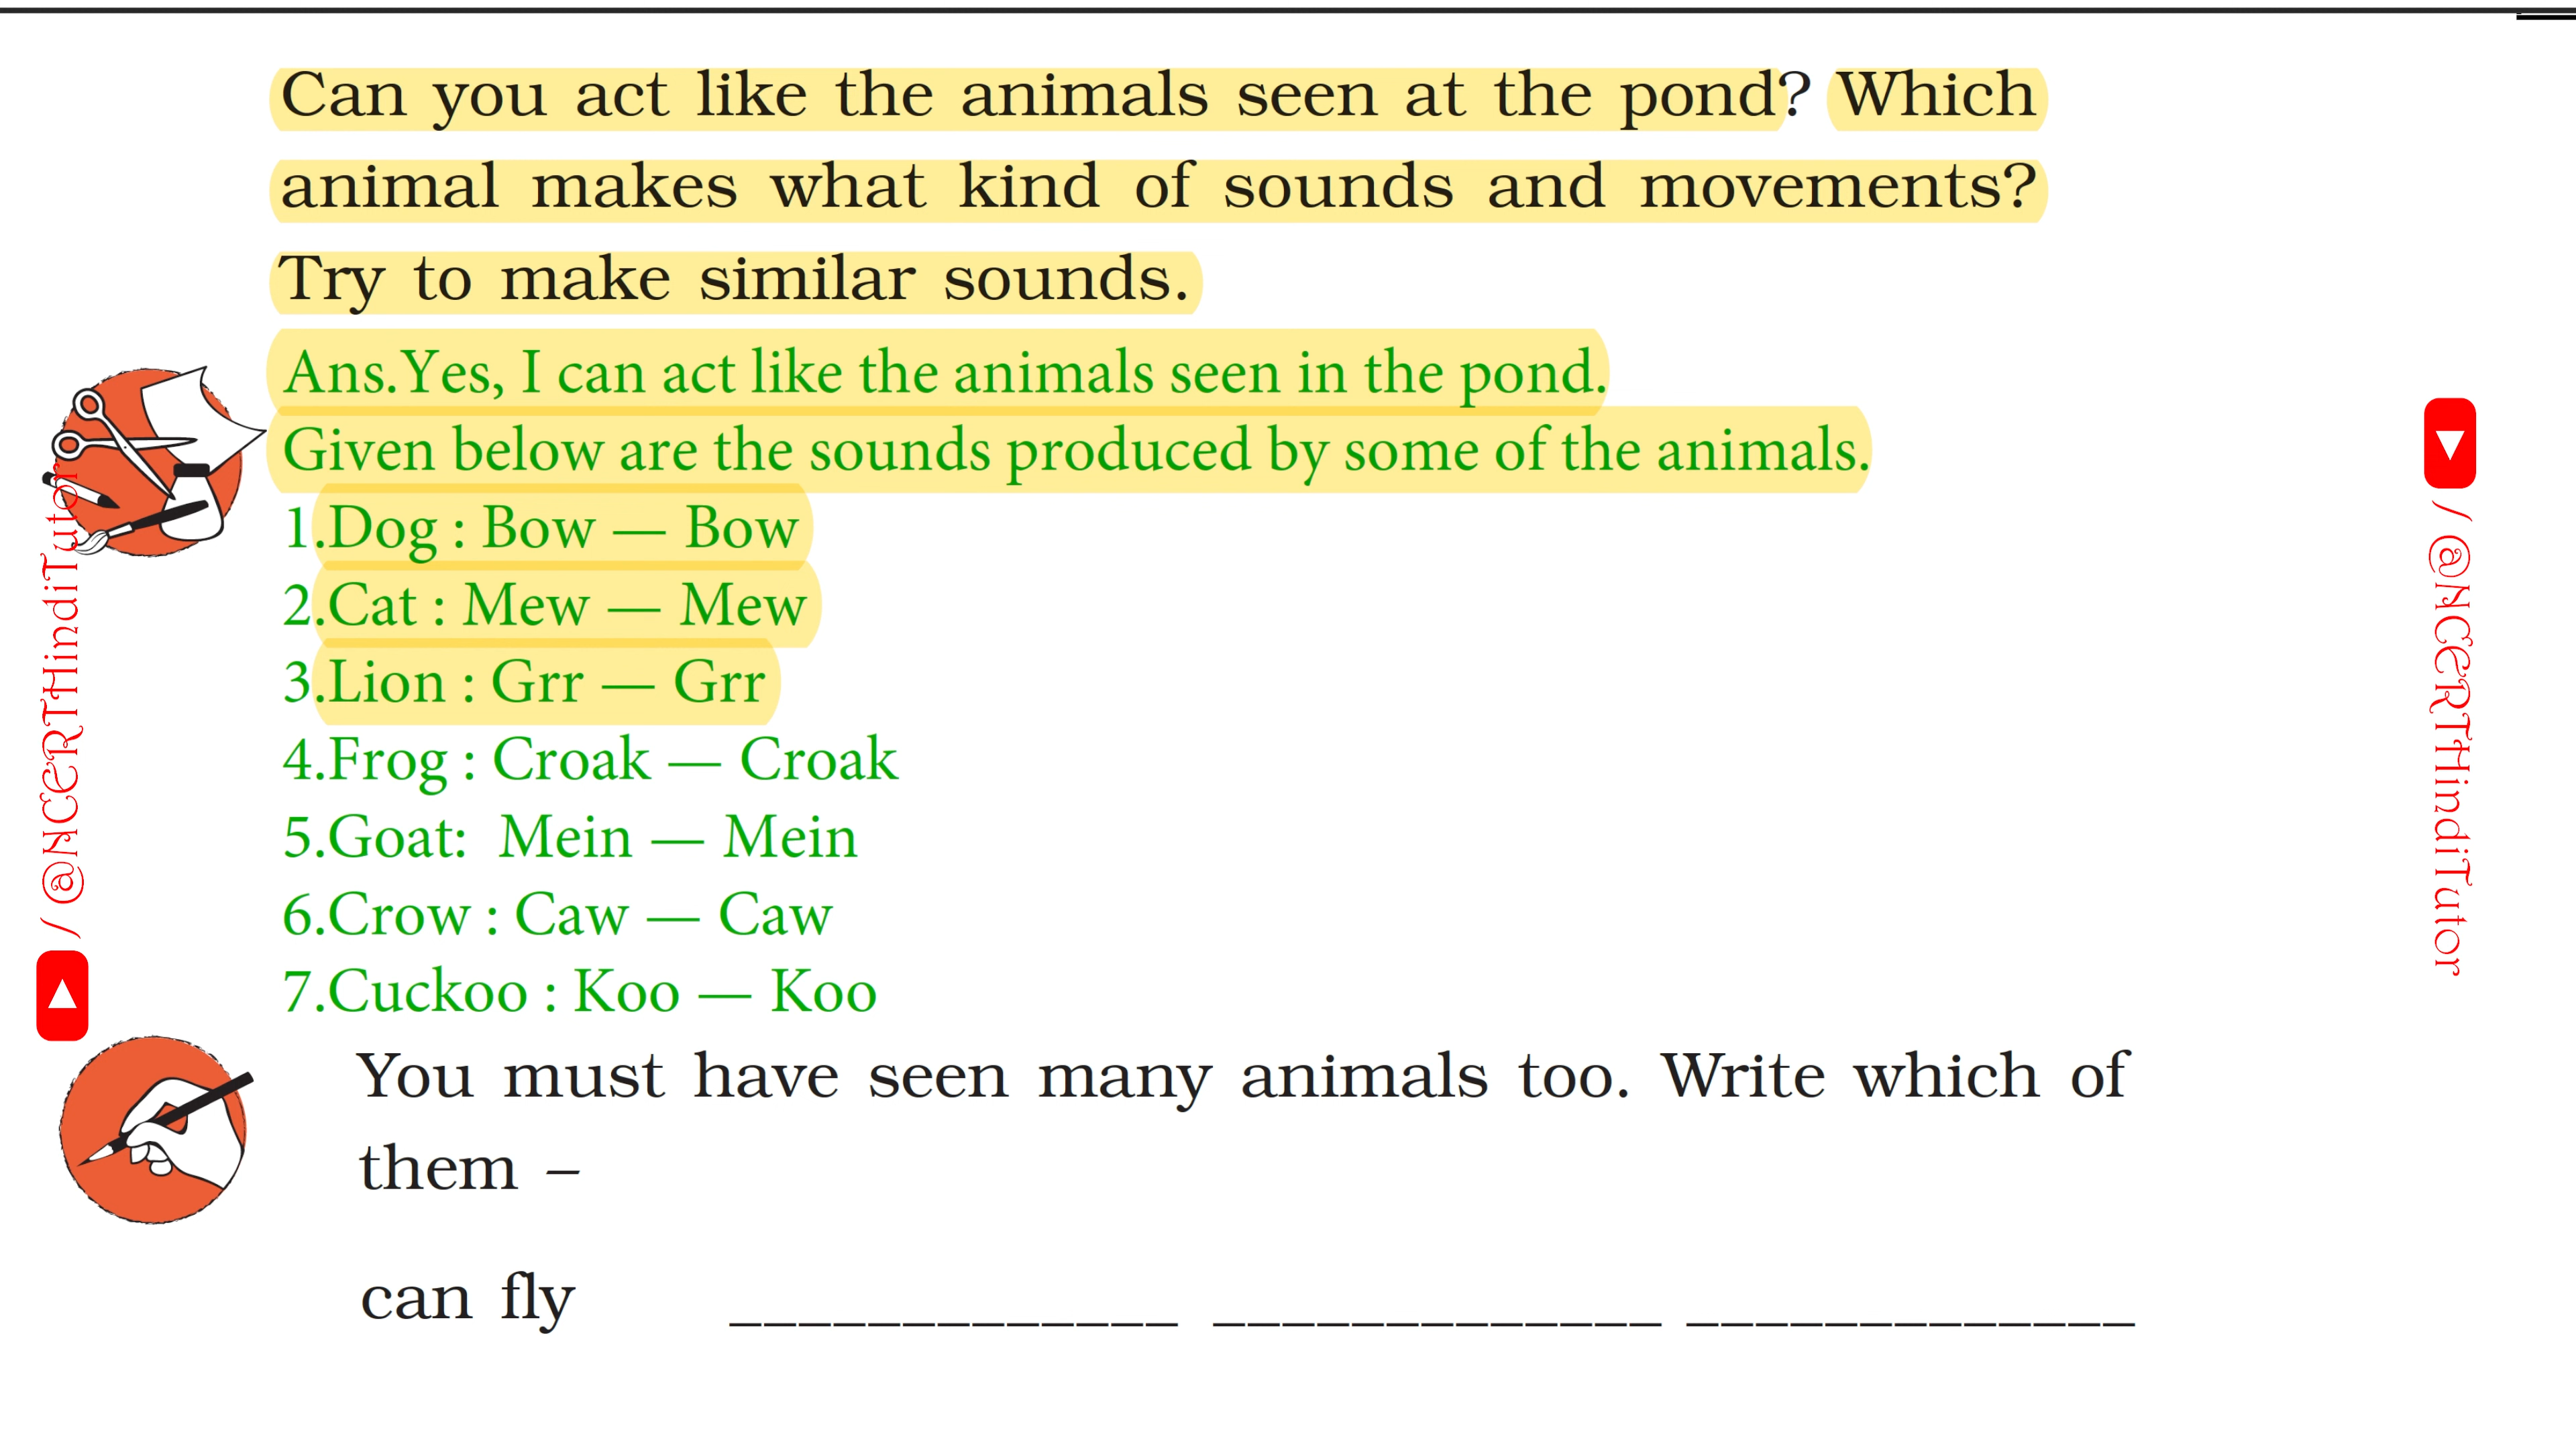 Can you act like the animals seen at the pond? Which
animal makes what kind of sounds and movements?
Try to make similar sounds.
Ans.Yes, I can act like the animals seen in the pond.
Given below are the sounds produced by some of the animals.
1.Dog : Bow — Bow
2.Cat : Mew — Mew
3.Lion : Grr — Grr
4.Frog : Croak — Croak
5.Goat:  Mein — Mein
6.Crow : Caw — Caw
7.Cuckoo : Koo — Koo
You must have seen many animals too. Write which of
them –
can fly _____________ _____________ _____________
/ @NCERTHindiTutor
/ @NCERTHindiTutor